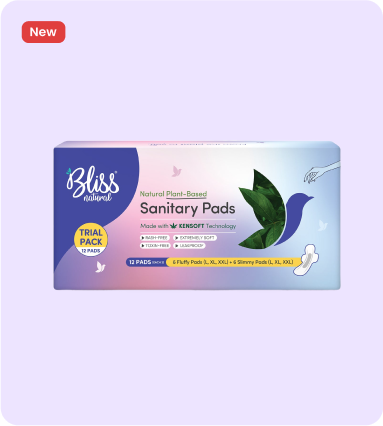 New
Bliss
natural
Natural Plant-Based
Sanitary Pads
Made with KENSOFT Technology
RASH-FREE
EXTREMELY SOFT
TOXIN-FREE
LEAKPROOF
TRIAL
PACK
12 PADS
12 PADS
6 Fluffy Pads (L, XL, XXL) + 6 Slimmy Pads (L, XL, XXL)